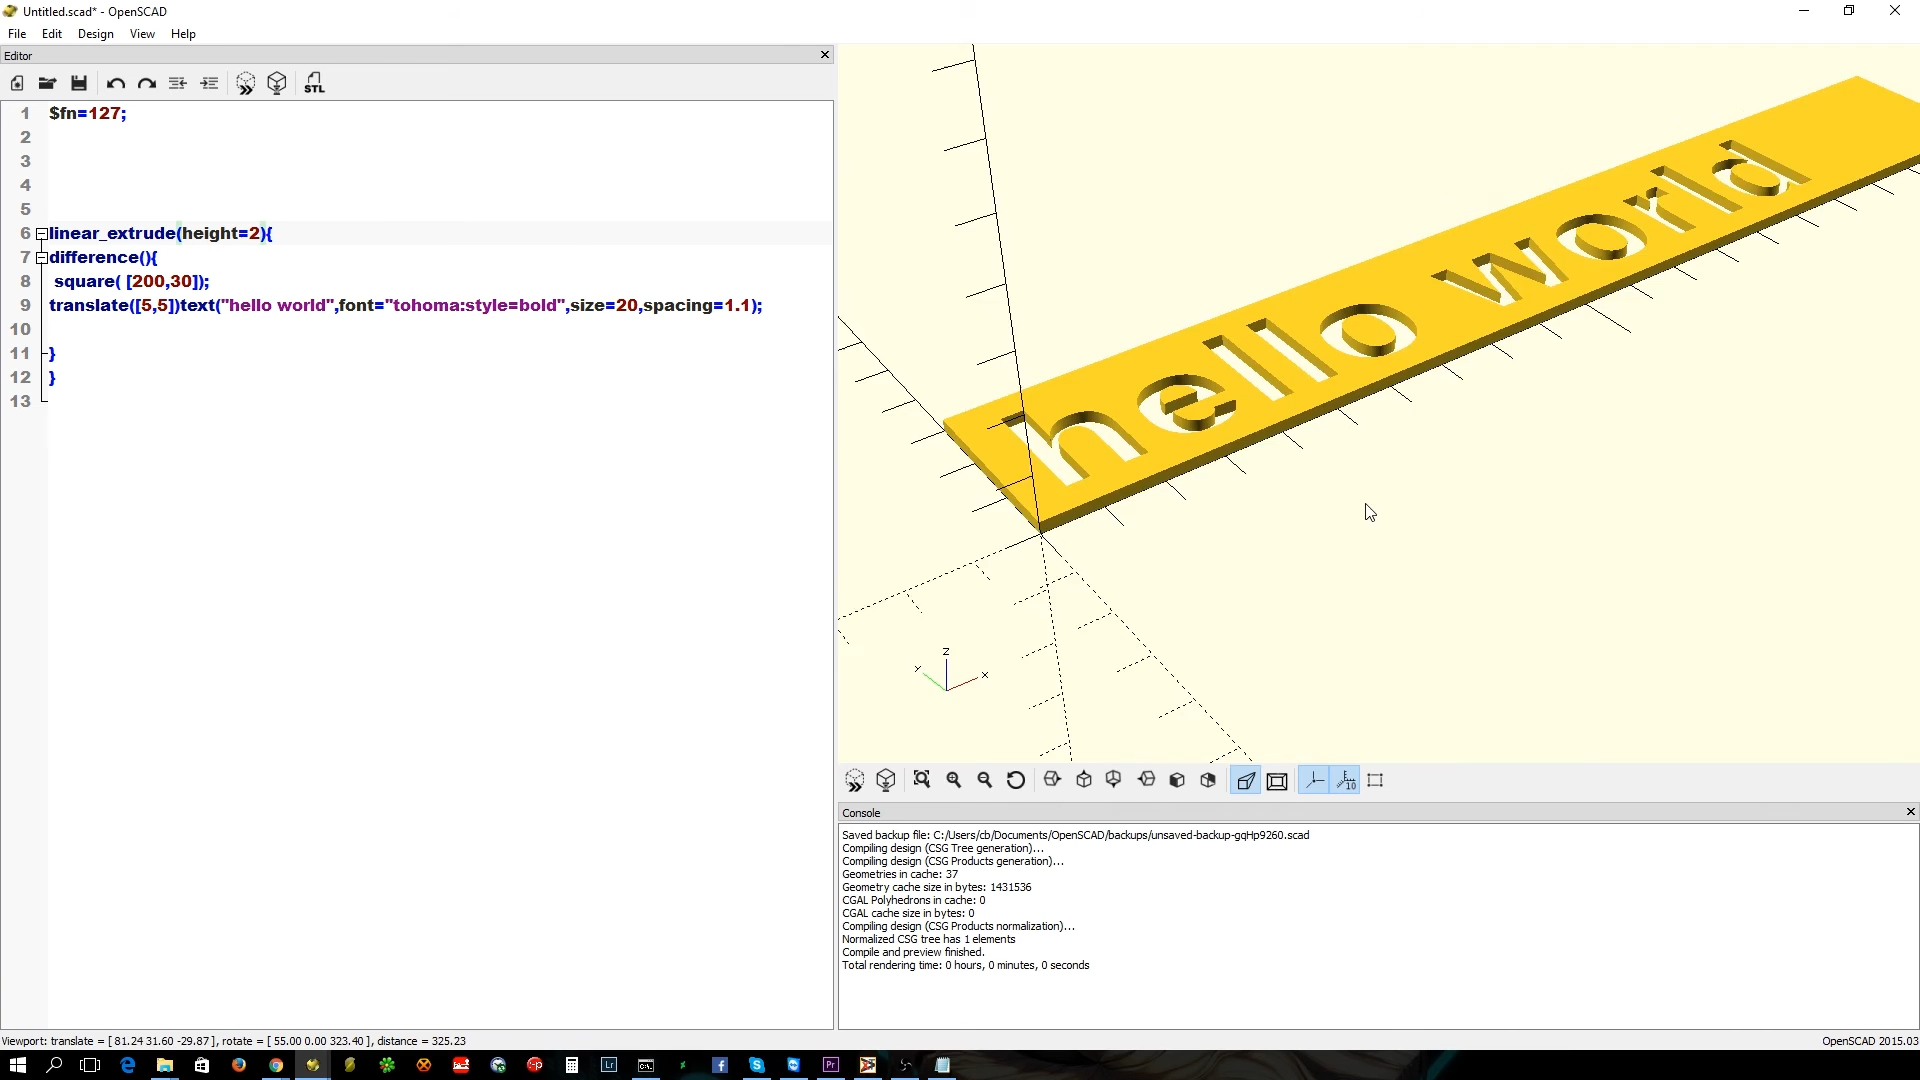 Untitled.scad* - OpenSCAD
File Edit Design View Help
Editor
STL
1 $fn=127;
2
3
4
5
6 linear_extrude(height=2){
7 difference(){
8 square( [200,30]);
9 translate([5,5])text("hello world",font="tohoma:style=bold",size=20,spacing=1.1);
10
11 }
12 }
13
hello world
z
y
x
10
Console
Saved backup file: C:/Users/cb/Documents/OpenSCAD/backups/unsaved-backup-gqHp9260.scad
Compiling design (CSG Tree generation)...
Compiling design (CSG Products generation)...
Geometries in cache: 37
Geometry cache size in bytes: 1431536
CGAL Polyhedrons in cache: 0
CGAL cache size in bytes: 0
Compiling design (CSG Products normalization)...
Normalized CSG tree has 1 elements
Compile and preview finished.
Total rendering time: 0 hours, 0 minutes, 0 seconds
Viewport: translate = [ 81.24 31.60 -29.87 ], rotate = [ 55.00 0.00 323.40 ], distance = 325.23
OpenSCAD 2015.03
Lr
Pr